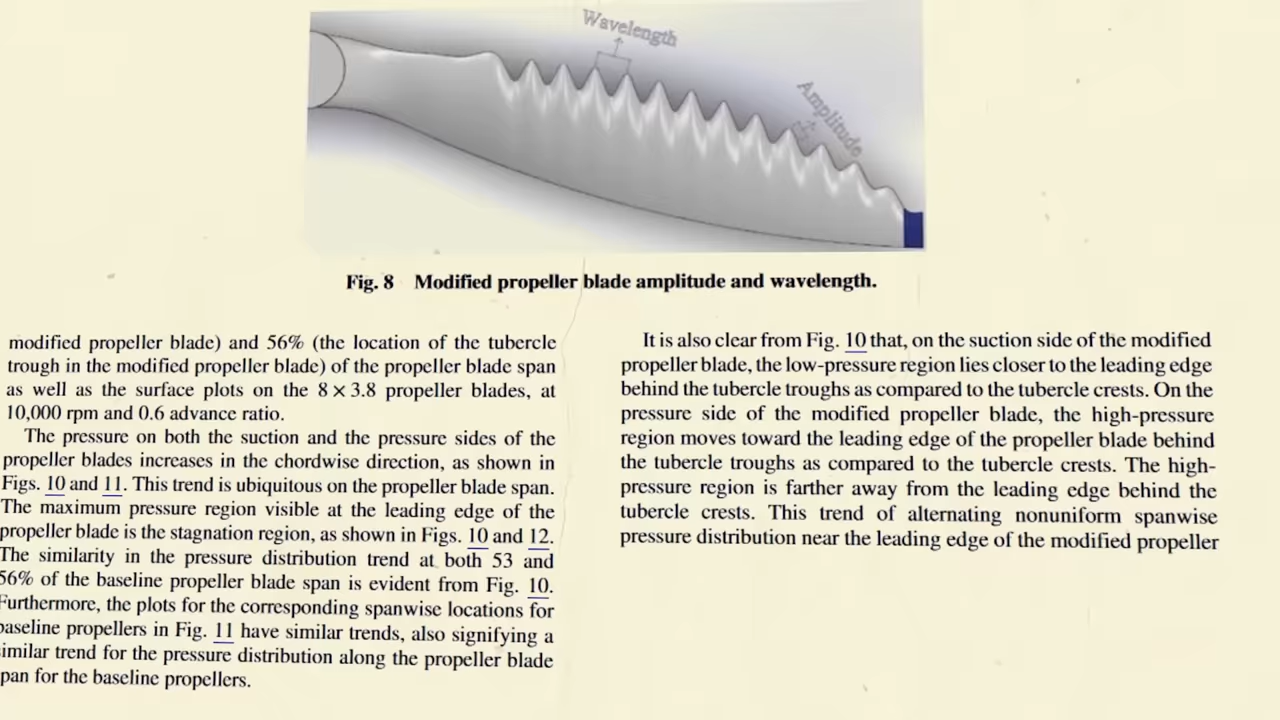 Wavelength
Amplitude
Fig. 8 Modified propeller blade amplitude and wavelength.
modified propeller blade) and 56% (the location of the tubercle
trough in the modified propeller blade) of the propeller blade span
as well as the surface plots on the 8 × 3.8 propeller blades, at
10,000 rpm and 0.6 advance ratio.
The pressure on both the suction and the pressure sides of the
propeller blades increases in the chordwise direction, as shown in
Figs. 10 and 11. This trend is ubiquitous on the propeller blade span.
The maximum pressure region visible at the leading edge of the
propeller blade is the stagnation region, as shown in Figs. 10 and 12.
The similarity in the pressure distribution trend at both 53 and
56% of the baseline propeller blade span is evident from Fig. 10.
Furthermore, the plots for the corresponding spanwise locations for
baseline propellers in Fig. 11 have similar trends, also signifying a
imilar trend for the pressure distribution along the propeller blade
pan for the baseline propellers.
It is also clear from Fig. 10 that, on the suction side of the modified
propeller blade, the low-pressure region lies closer to the leading edge
behind the tubercle troughs as compared to the tubercle crests. On the
pressure side of the modified propeller blade, the high-pressure
region moves toward the leading edge of the propeller blade behind
the tubercle troughs as compared to the tubercle crests. The high-
pressure region is farther away from the leading edge behind the
tubercle crests. This trend of alternating nonuniform spanwise
pressure distribution near the leading edge of the modified propeller